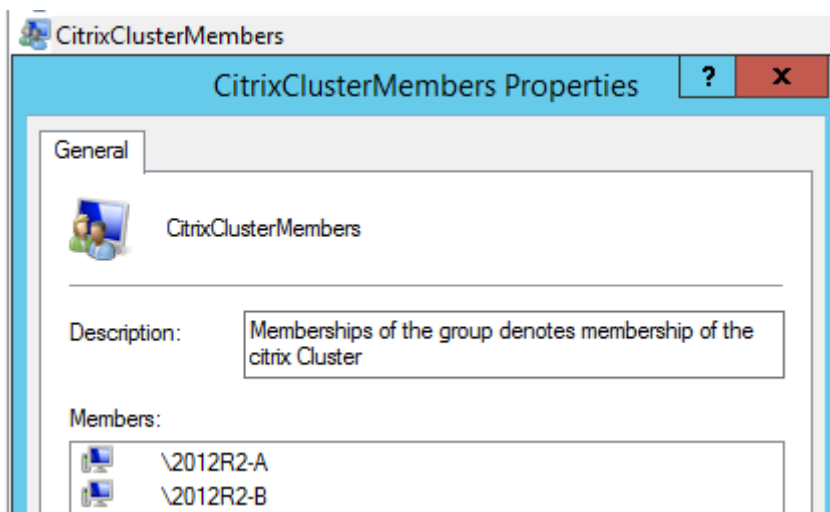 CitrixClusterMembers
CitrixClusterMembers Properties
?
x
General
CitrixClusterMembers
Description:
Memberships of the group denotes membership of the
citrix Cluster
Members:
\2012R2-A
\2012R2-B